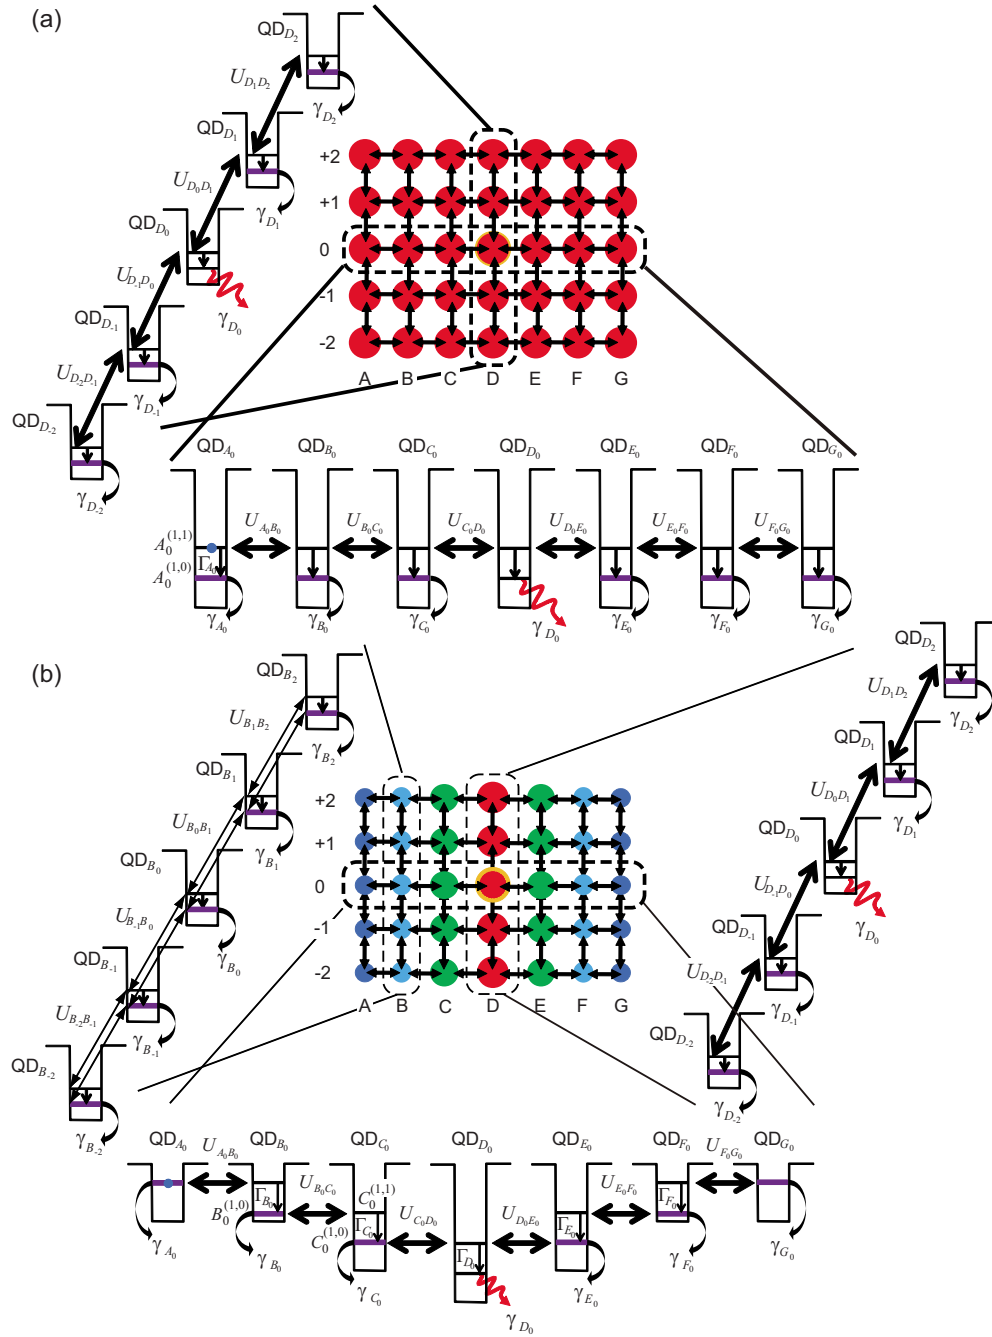 (a)
QD_{D_2}
U_{D_1D_2}
γ_{D_2}
QD_{D_1}
U_{D_0D_1}
γ_{D_1}
QD_{D_0}
U_{D_{-1}D_0}
γ_{D_0}
QD_{D_{-1}}
U_{D_{-2}D_{-1}}
γ_{D_{-1}}
QD_{D_{-2}}
γ_{D_{-2}}
+2
+1
0
-1
-2
A B C D E F G
QD_{A_0} QD_{B_0} QD_{C_0} QD_{D_0} QD_{E_0} QD_{F_0} QD_{G_0}
U_{A_0B_0} U_{B_0C_0} U_{C_0D_0} U_{D_0E_0} U_{E_0F_0} U_{F_0G_0}
A_0^{(1,1)}
Γ_{A_0}
A_0^{(1,0)}
γ_{A_0} γ_{B_0} γ_{C_0} γ_{D_0} γ_{E_0} γ_{F_0} γ_{G_0}
(b)
QD_{B_2}
U_{B_1B_2}
γ_{B_2}
QD_{B_1}
U_{B_0B_1}
γ_{B_1}
QD_{B_0}
U_{B_{-1}B_0}
γ_{B_0}
QD_{B_{-1}}
U_{B_{-2}B_{-1}}
γ_{B_{-1}}
QD_{B_{-2}}
γ_{B_{-2}}
+2
+1
0
-1
-2
A B C D E F G
QD_{D_2}
U_{D_1D_2}
γ_{D_2}
QD_{D_1}
U_{D_0D_1}
γ_{D_1}
QD_{D_0}
U_{D_{-1}D_0}
γ_{D_0}
QD_{D_{-1}}
U_{D_{-2}D_{-1}}
γ_{D_{-1}}
QD_{D_{-2}}
γ_{D_{-2}}
QD_{A_0} QD_{B_0} QD_{C_0} QD_{D_0} QD_{E_0} QD_{F_0} QD_{G_0}
U_{A_0B_0} U_{B_0C_0} U_{C_0D_0} U_{D_0E_0} U_{E_0F_0} U_{F_0G_0}
Γ_{B_0} C_0^{(1,1)} Γ_{F_0}
B_0^{(1,0)} Γ_{C_0} Γ_{E_0}
C_0^{(1,0)} Γ_{D_0}
γ_{A_0} γ_{B_0} γ_{C_0} γ_{D_0} γ_{E_0} γ_{F_0} γ_{G_0}